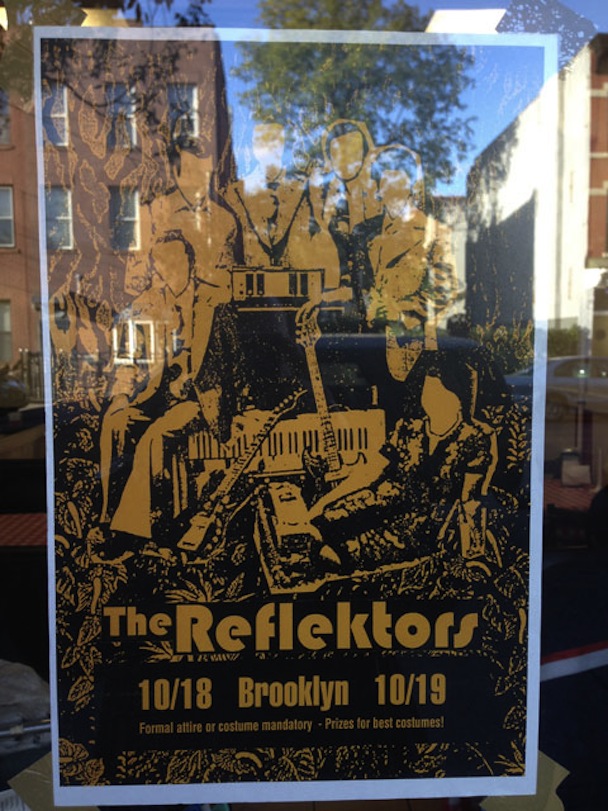 The Reflektors
10/18 Brooklyn 10/19
Formal attire or costume mandatory - Prizes for best costumes!